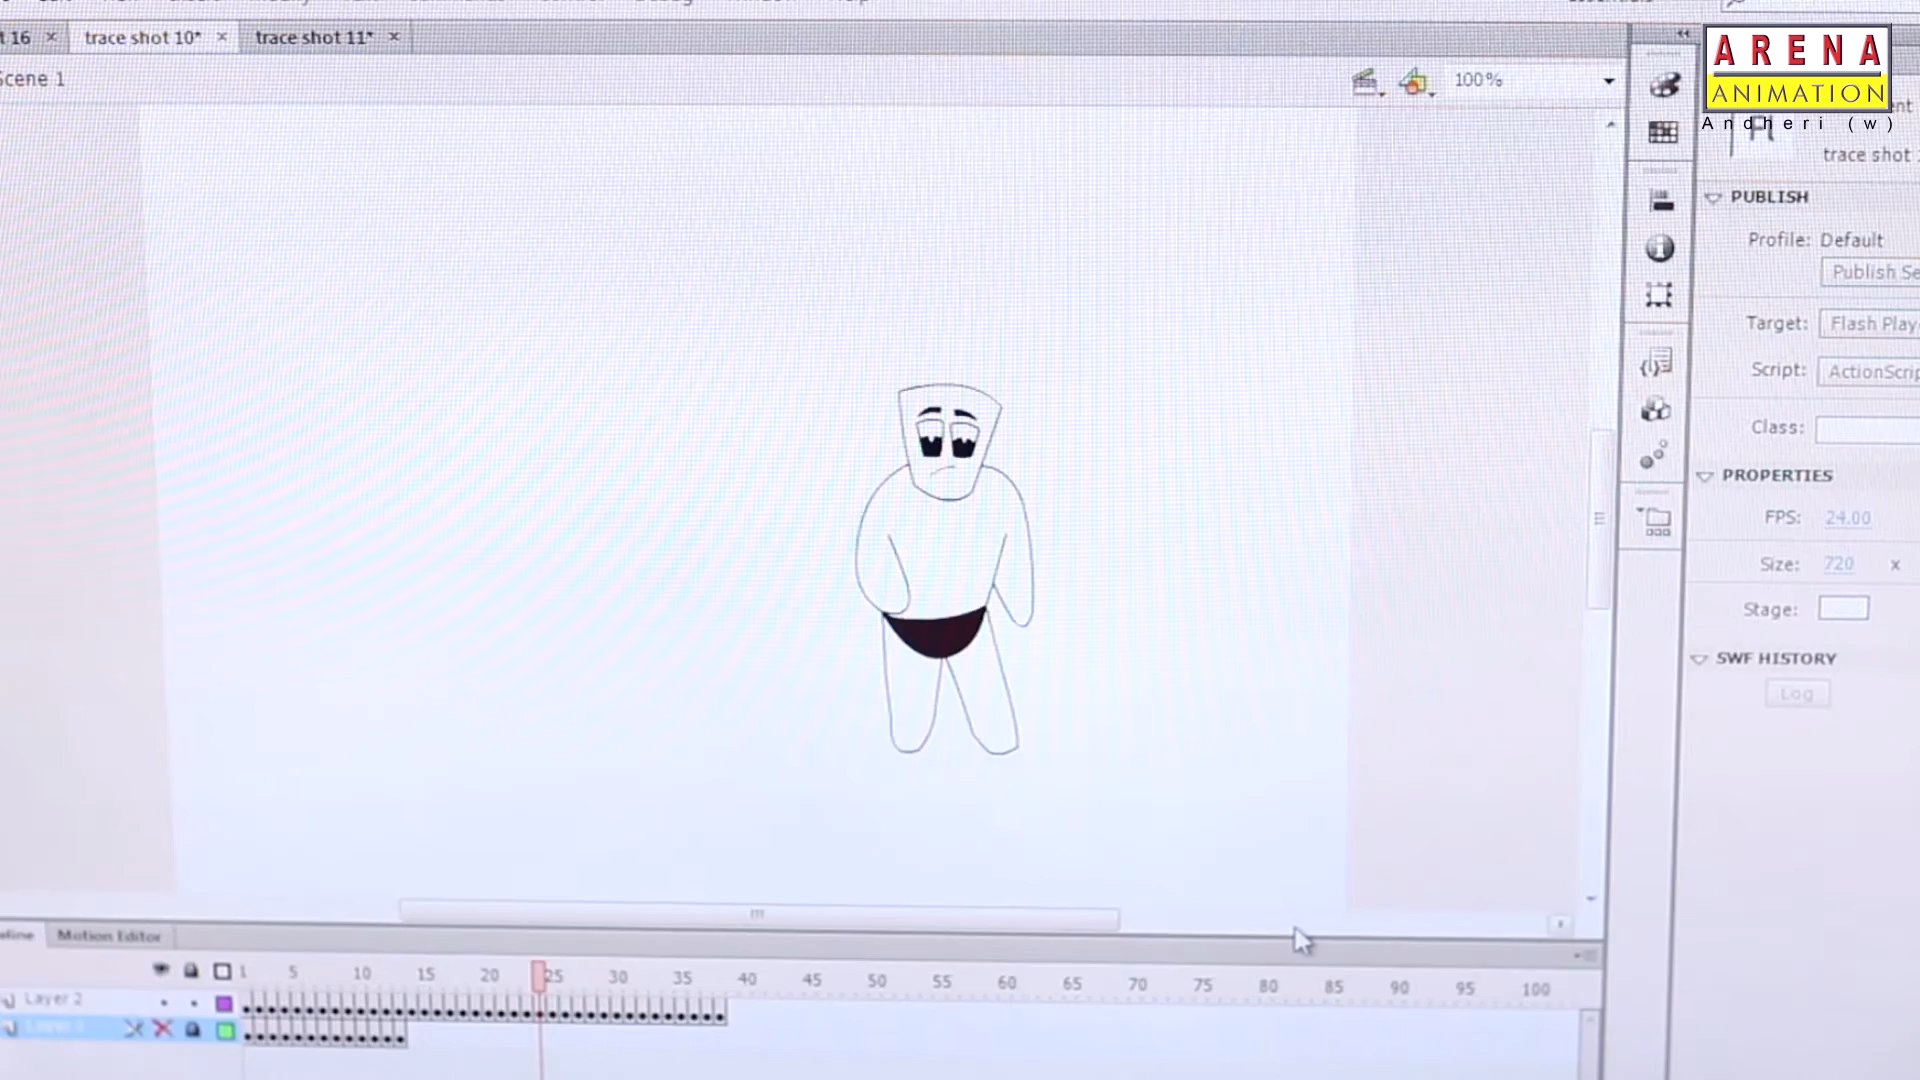 t 16
trace shot 10*
trace shot 11*
Scene 1
100%
ARENA
ANIMATION
Andheri (w)
trace shot
PUBLISH
Profile: Default
Publish Se
Target: Flash Play
Script: ActionScrip
Class:
PROPERTIES
FPS: 24.00
Size: 720 x
Stage:
SWF HISTORY
Log
Motion Editor
1 5 10 15 20 25 30 35 40 45 50 55 60 65 70 75 80 85 90 95 100
Layer 2